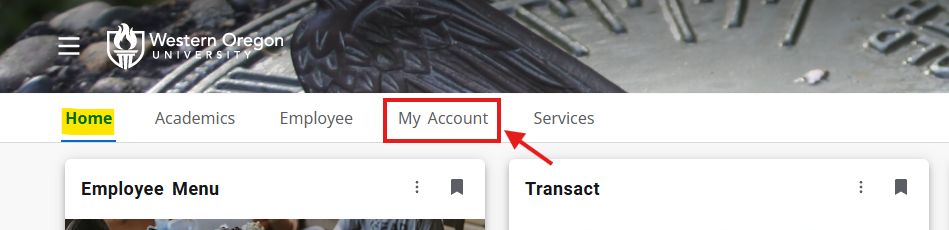 Western Oregon
UNIVERSITY
Home Academics Employee My Account Services
Employee Menu Transact